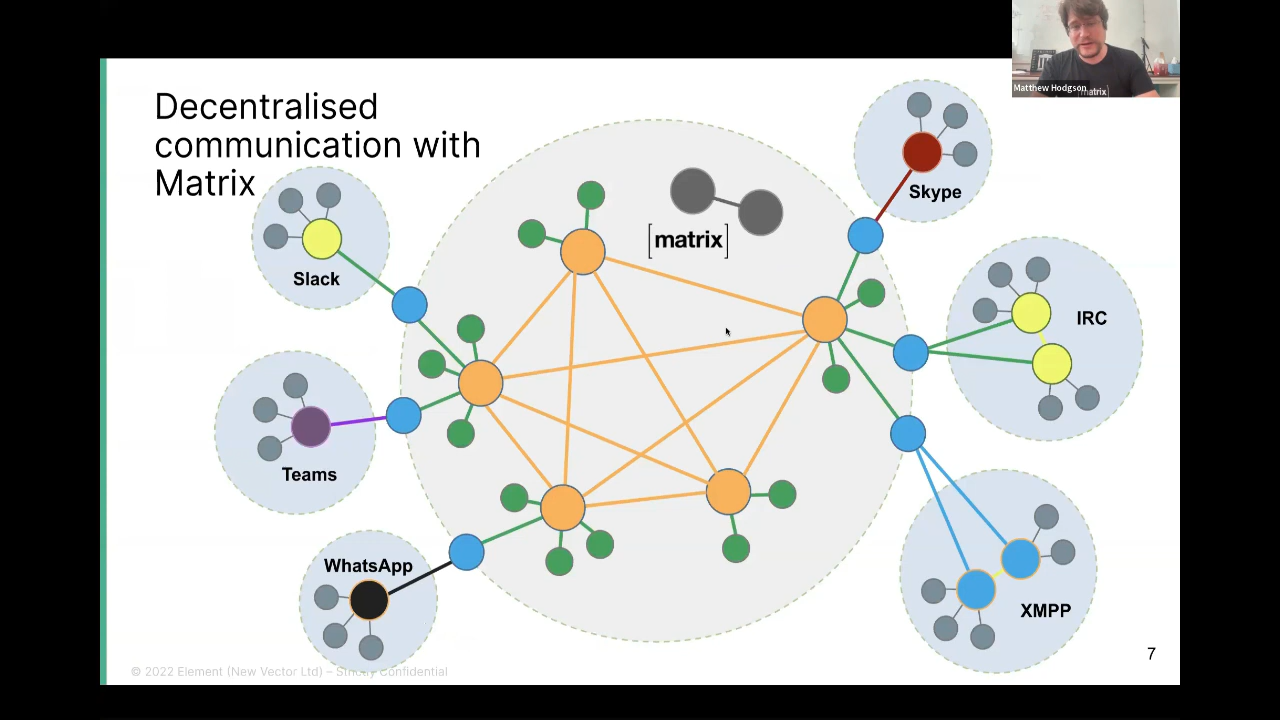 Decentralised
communication with
Matrix
Matthew Hodgson
matrix]
[matrix]
Skype
Slack
IRC
Teams
WhatsApp
XMPP
7
© 2022 Element (New Vector Ltd) – Strictly Confidential